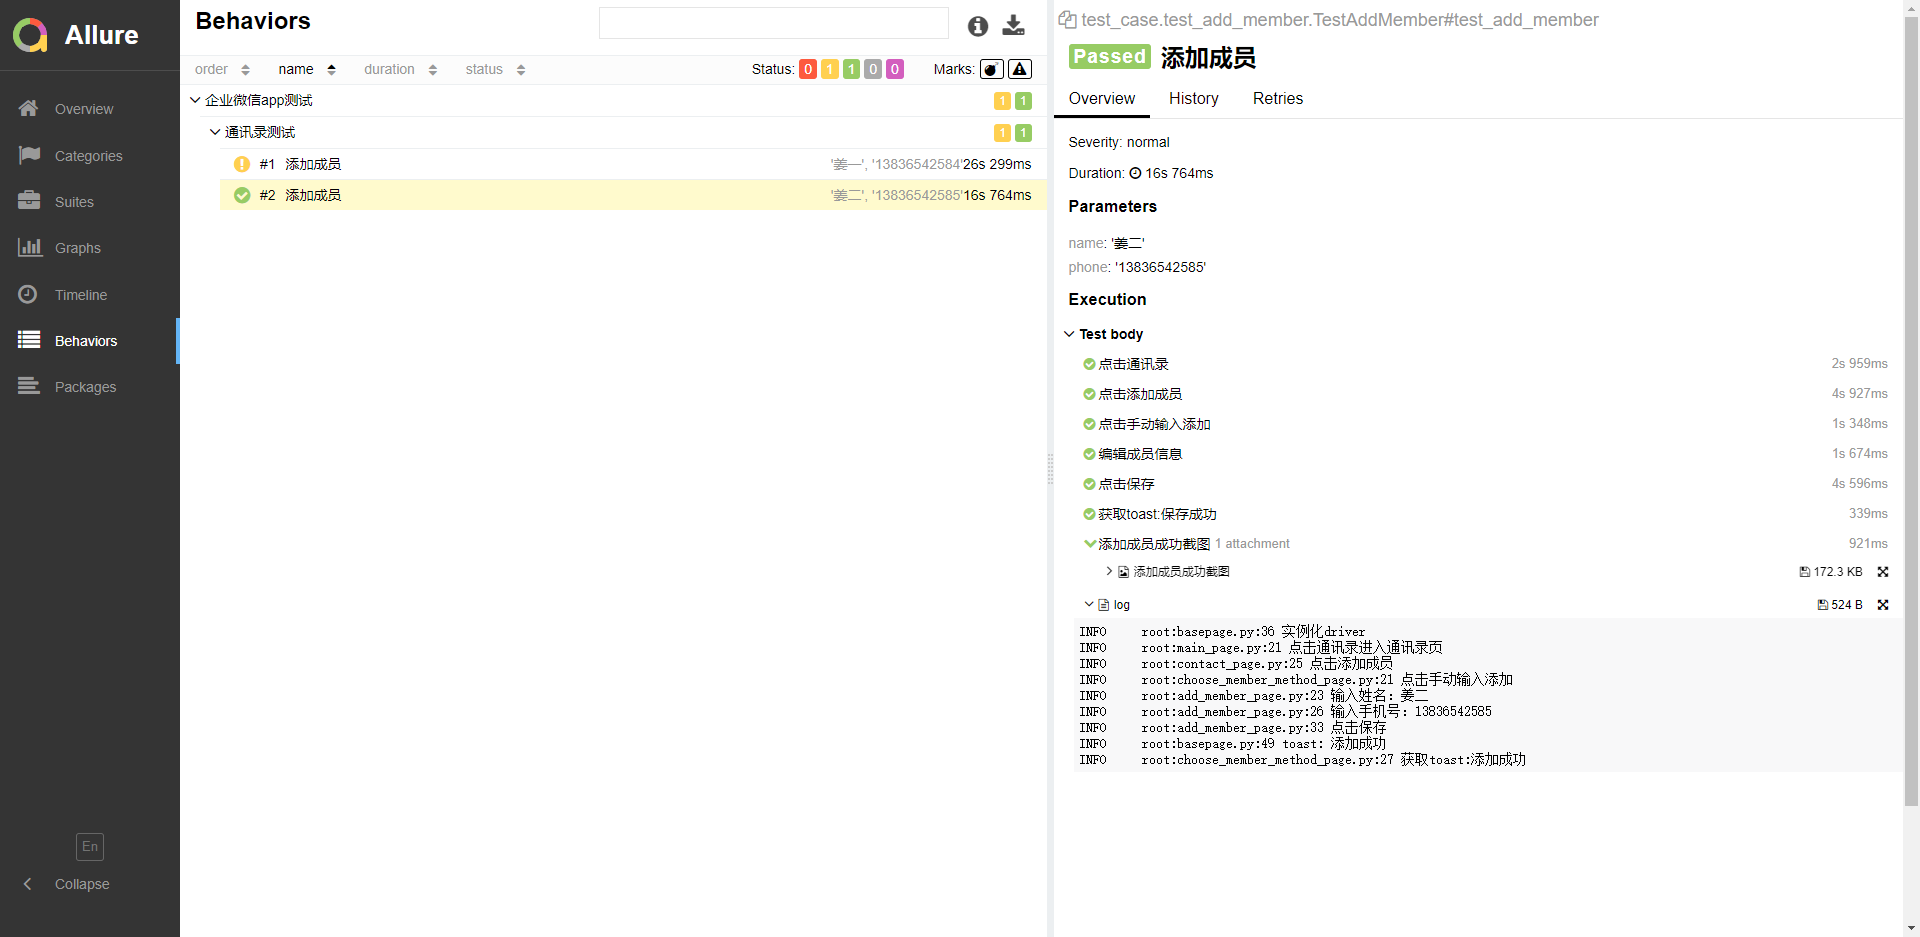 Allure
Overview
Categories
Suites
Graphs
Timeline
Behaviors
Packages
En
Collapse
Behaviors
order name duration status Status: 0 1 1 0 0 Marks:
企业微信app测试 1 1
通讯录测试 1 1
#1 添加成员 '姜一', '13836542584' 26s 299ms
#2 添加成员 '姜二', '13836542585' 16s 764ms
test_case.test_add_member.TestAddMember#test_add_member
Passed 添加成员
Overview History Retries
Severity: normal
Duration: 16s 764ms
Parameters
name: '姜二'
phone: '13836542585'
Execution
Test body
点击通讯录 2s 959ms
点击添加成员 4s 927ms
点击手动输入添加 1s 348ms
编辑成员信息 1s 674ms
点击保存 4s 596ms
获取toast:保存成功 339ms
添加成员成功截图 1 attachment 921ms
添加成员成功截图 172.3 KB
log 524 B
INFO root:basepage.py:36 实例化driver
INFO root:main_page.py:21 点击通讯录进入通讯录页
INFO root:contact_page.py:25 点击添加成员
INFO root:choose_member_method_page.py:21 点击手动输入添加
INFO root:add_member_page.py:23 输入姓名：姜二
INFO root:add_member_page.py:26 输入手机号：13836542585
INFO root:add_member_page.py:33 点击保存
INFO root:basepage.py:49 toast: 添加成功
INFO root:choose_member_method_page.py:27 获取toast:添加成功